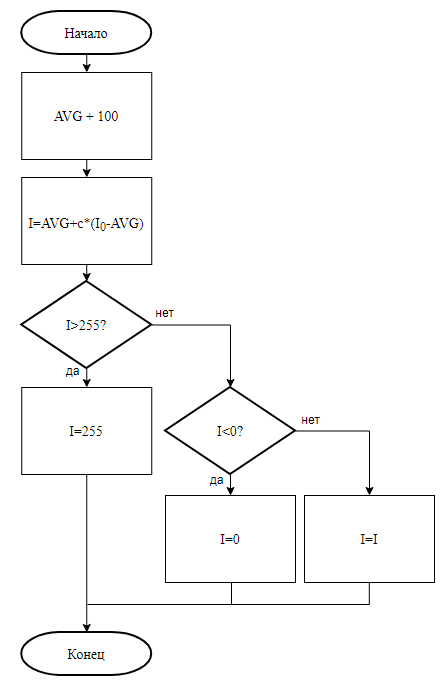 Начало
AVG + 100
I=AVG+c*(I0-AVG)
I>255?
нет
да
I=255
I<0?
нет
да
I=0
I=I
Конец